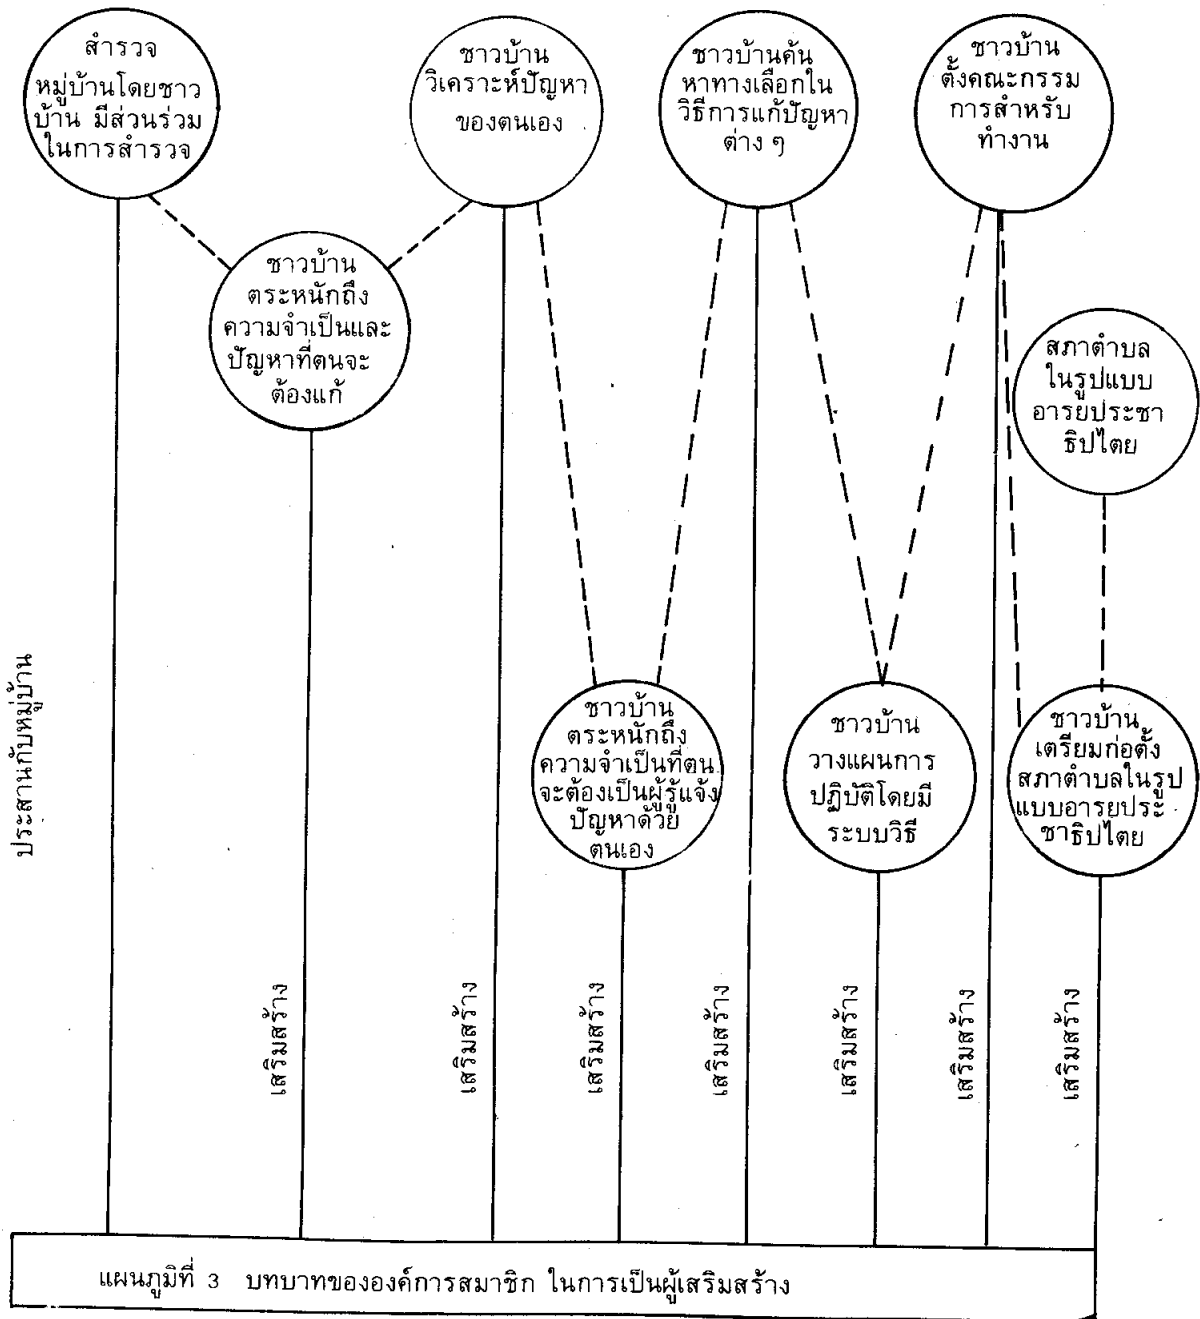 สำรวจ
หมู่บ้านโดยชาว
บ้าน มีส่วนร่วม
ในการสำรวจ
ชาวบ้าน
วิเคราะห์ปัญหา
ของตนเอง
ชาวบ้านค้น
หาทางเลือกใน
วิธีการแก้ปัญหา
ต่าง ๆ
ชาวบ้าน
ตั้งคณะกรรม
การสำหรับ
ทำงาน
ชาวบ้าน
ตระหนักถึง
ความจำเป็นและ
ปัญหาที่ตนจะ
ต้องแก้
สภาตำบล
ในรูปแบบ
อารยประชา
ธิปไตย
ชาวบ้าน
ตระหนักถึง
ความจำเป็นที่ตน
จะต้องเป็นผู้รู้แจ้ง
ปัญหาด้วย
ตนเอง
ชาวบ้าน
วางแผนการ
ปฏิบัติโดยมี
ระบบวิธี
ชาวบ้าน
เตรียมก่อตั้ง
สภาตำบลในรูป
แบบอารยประ
ชาธิปไตย
ประสานกับหมู่บ้าน
เสริมสร้าง
เสริมสร้าง
เสริมสร้าง
เสริมสร้าง
เสริมสร้าง
เสริมสร้าง
เสริมสร้าง
แผนภูมิที่ 3 บทบาทขององค์การสมาชิก ในการเป็นผู้เสริมสร้าง